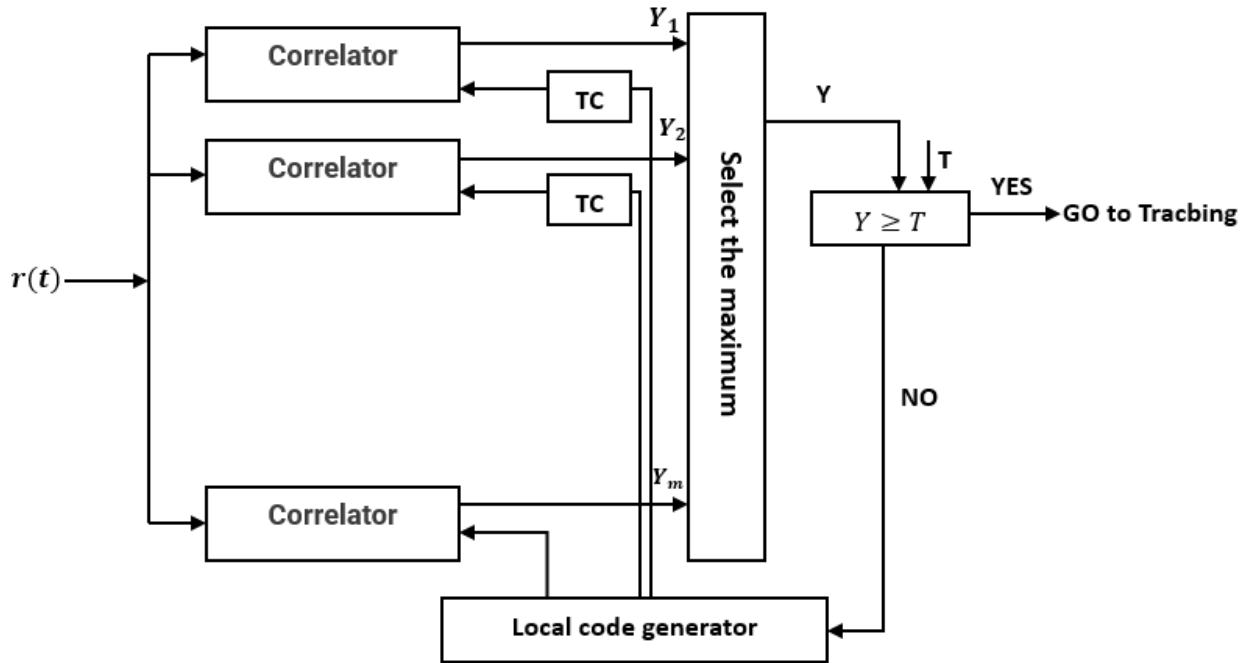 Y₁
Correlator
TC
Y
Y₂
Correlator
T
YES
TC
Select the maximum
Y ≥ T
GO to Tracbing
r(t)
NO
Yₘ
Correlator
Local code generator